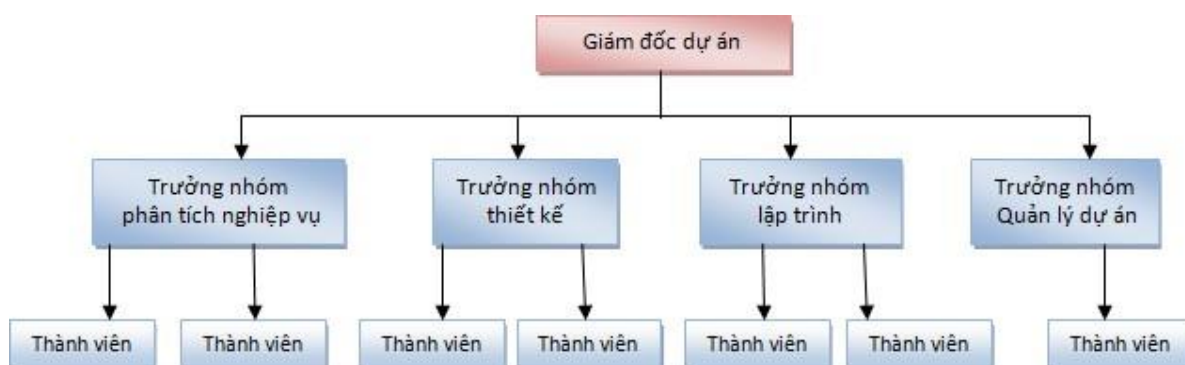 Giám đốc dự án
Trưởng nhóm
phân tích nghiệp vụ
Trưởng nhóm
thiết kế
Trưởng nhóm
lập trình
Trưởng nhóm
Quản lý dự án
Thành viên
Thành viên
Thành viên
Thành viên
Thành viên
Thành viên
Thành viên